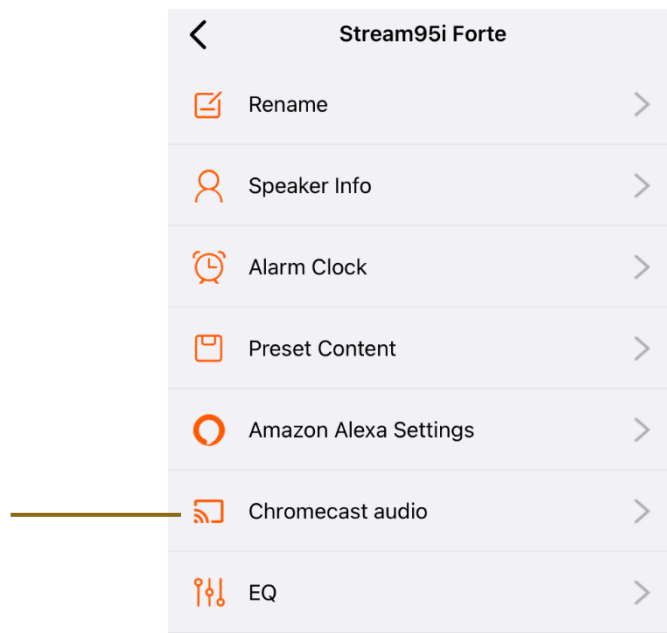 Stream95i Forte
Rename
Speaker Info
Alarm Clock
Preset Content
Amazon Alexa Settings
Chromecast audio
EQ